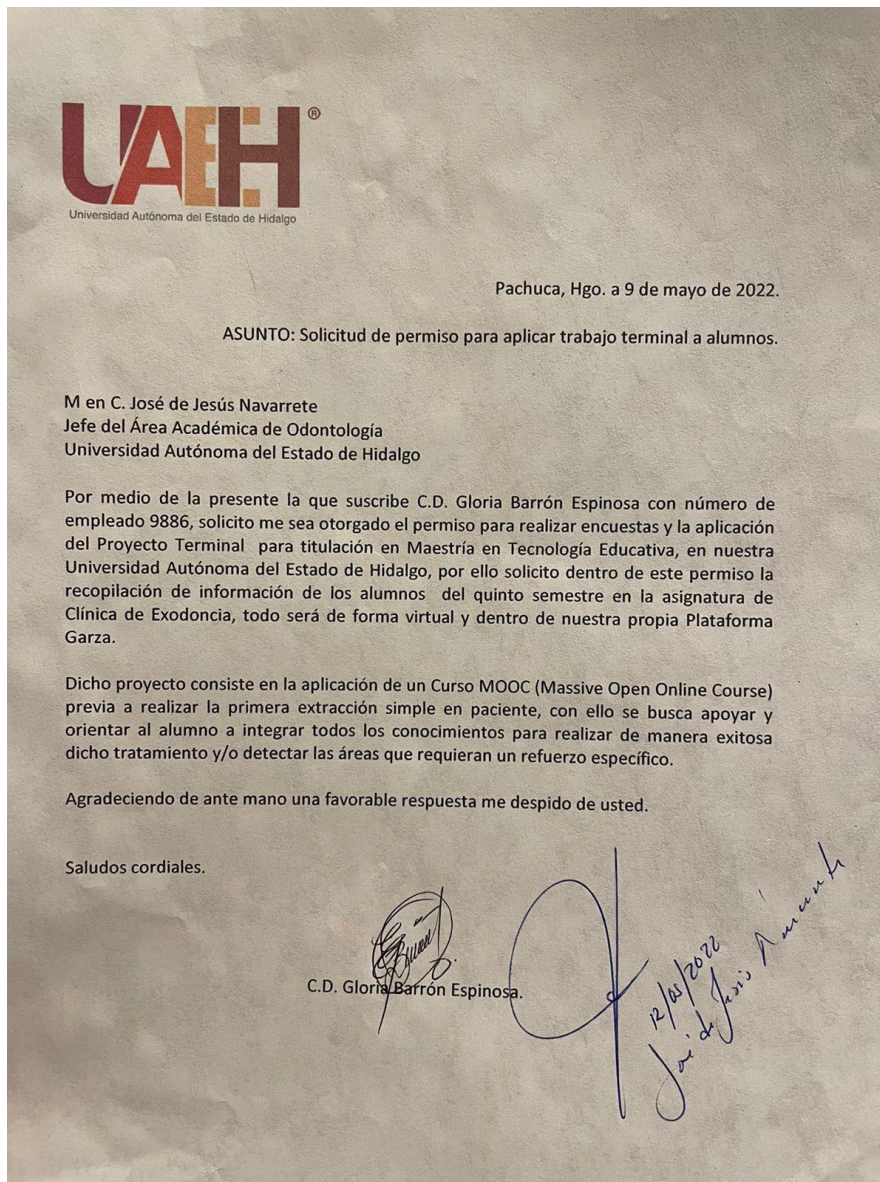 UAEH®
Universidad Autónoma del Estado de Hidalgo
Pachuca, Hgo. a 9 de mayo de 2022.
ASUNTO: Solicitud de permiso para aplicar trabajo terminal a alumnos.
M en C. José de Jesús Navarrete
Jefe del Área Académica de Odontología
Universidad Autónoma del Estado de Hidalgo
Por medio de la presente la que suscribe C.D. Gloria Barrón Espinosa con número de
empleado 9886, solicito me sea otorgado el permiso para realizar encuestas y la aplicación
del Proyecto Terminal  para titulación en Maestría en Tecnología Educativa, en nuestra
Universidad Autónoma del Estado de Hidalgo, por ello solicito dentro de este permiso la
recopilación de información de los alumnos  del quinto semestre en la asignatura de
Clínica de Exodoncia, todo será de forma virtual y dentro de nuestra propia Plataforma
Garza.
Dicho proyecto consiste en la aplicación de un Curso MOOC (Massive Open Online Course)
previa a realizar la primera extracción simple en paciente, con ello se busca apoyar y
orientar al alumno a integrar todos los conocimientos para realizar de manera exitosa
dicho tratamiento y/o detectar las áreas que requieran un refuerzo específico.
Agradeciendo de ante mano una favorable respuesta me despido de usted.
Saludos cordiales.
C.D. Gloria Barrón Espinosa.
12/05/2022
José de Jesús